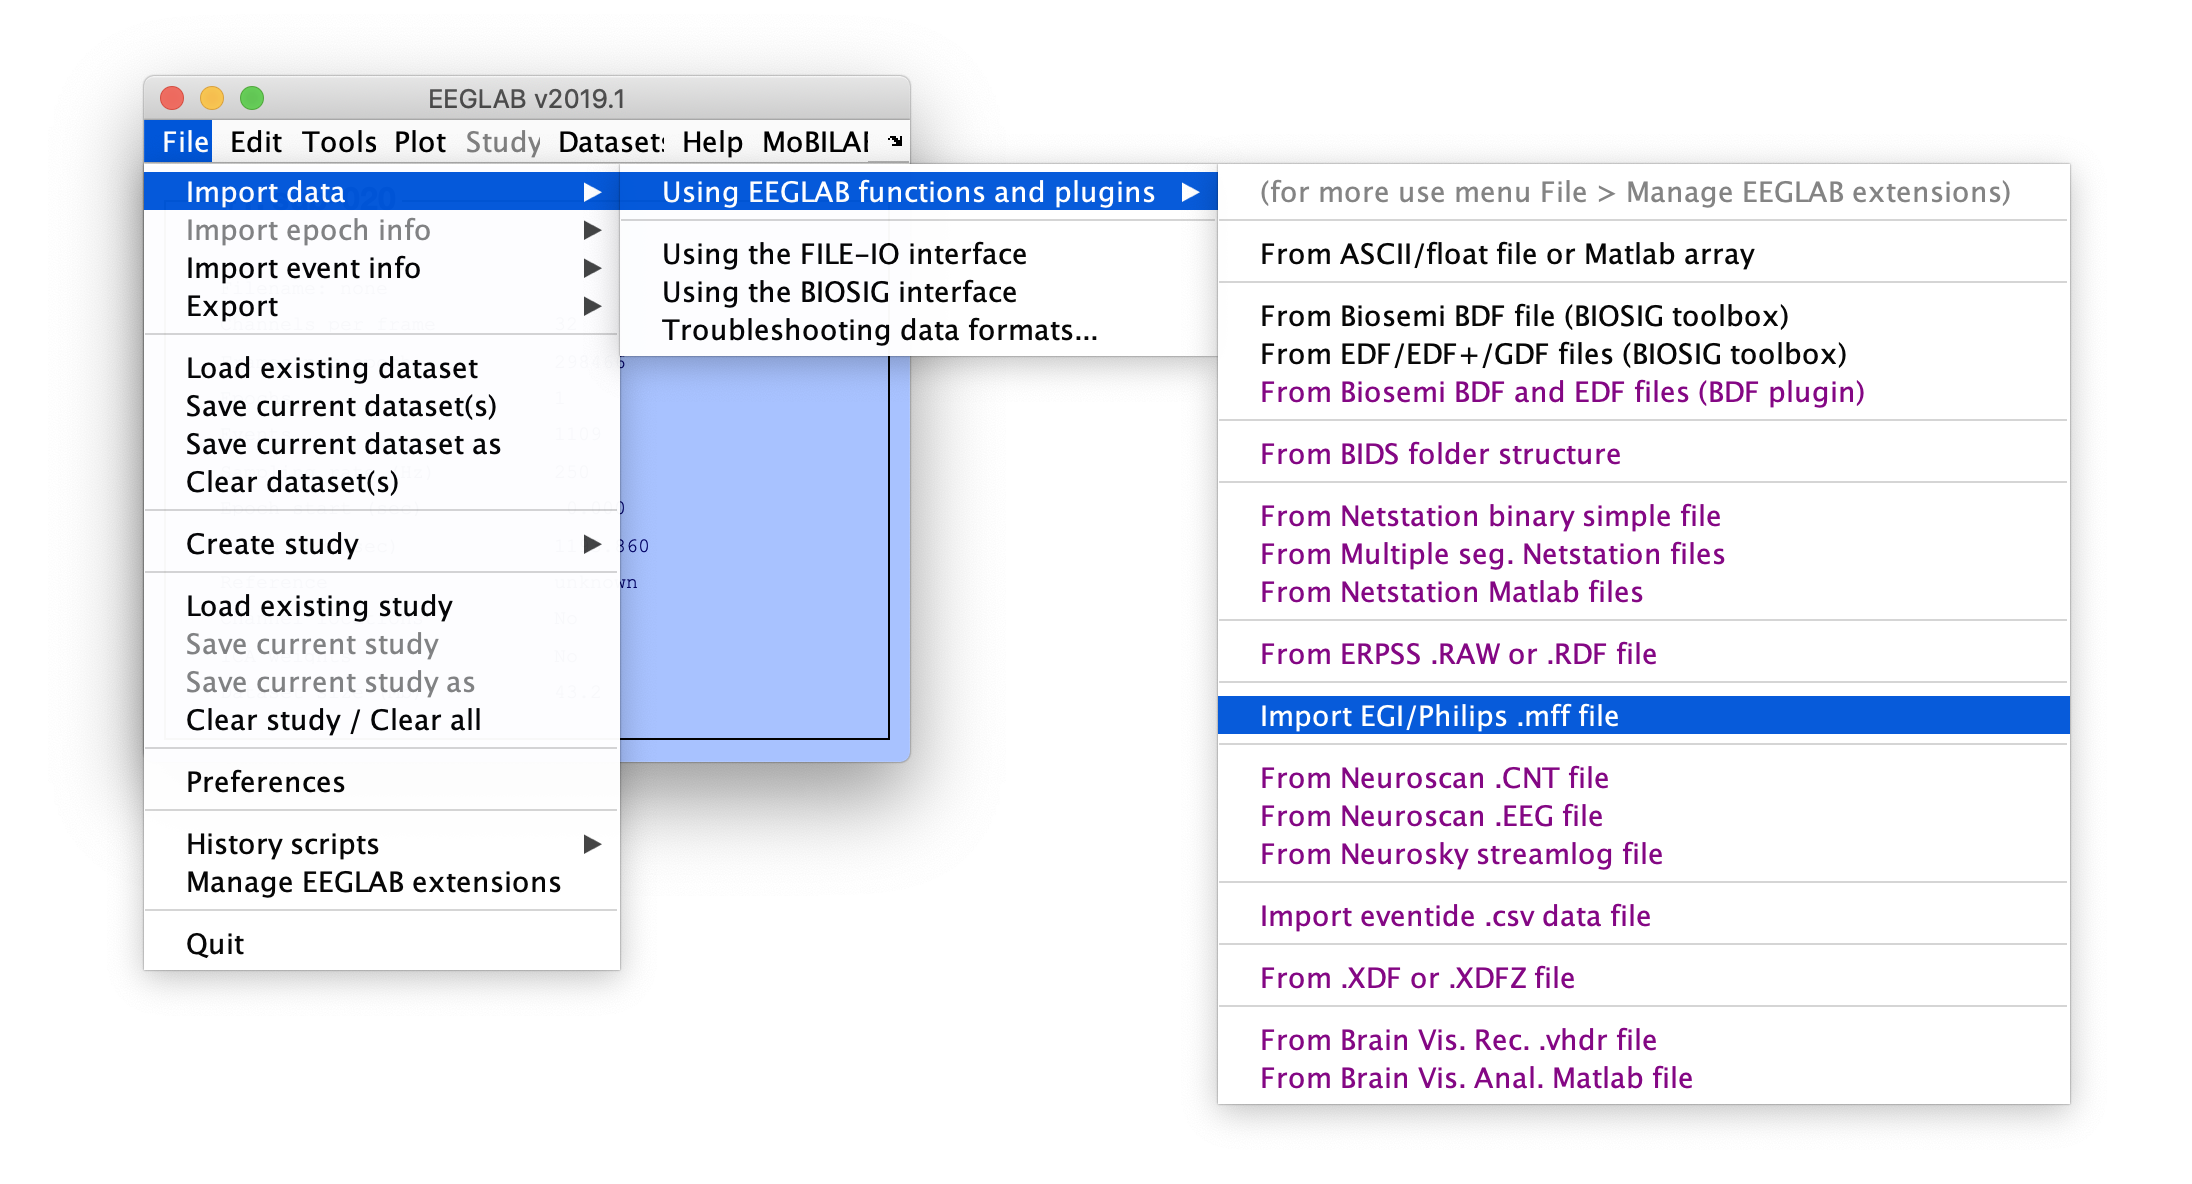 EEGLAB v2019.1
File Edit Tools Plot Study Datasets Help MoBILAB
Import data
Import epoch info
Import event info
Export
Load existing dataset
Save current dataset(s)
Save current dataset as
Clear dataset(s)
Create study
Load existing study
Save current study
Save current study as
Clear study / Clear all
Preferences
History scripts
Manage EEGLAB extensions
Quit
Using EEGLAB functions and plugins
Using the FILE-IO interface
Using the BIOSIG interface
Troubleshooting data formats...
(for more use menu File > Manage EEGLAB extensions)
From ASCII/float file or Matlab array
From Biosemi BDF file (BIOSIG toolbox)
From EDF/EDF+/GDF files (BIOSIG toolbox)
From Biosemi BDF and EDF files (BDF plugin)
From BIDS folder structure
From Netstation binary simple file
From Multiple seg. Netstation files
From Netstation Matlab files
From ERPSS .RAW or .RDF file
Import EGI/Philips .mff file
From Neuroscan .CNT file
From Neuroscan .EEG file
From Neurosky streamlog file
Import eventide .csv data file
From .XDF or .XDFZ file
From Brain Vis. Rec. .vhdr file
From Brain Vis. Anal. Matlab file